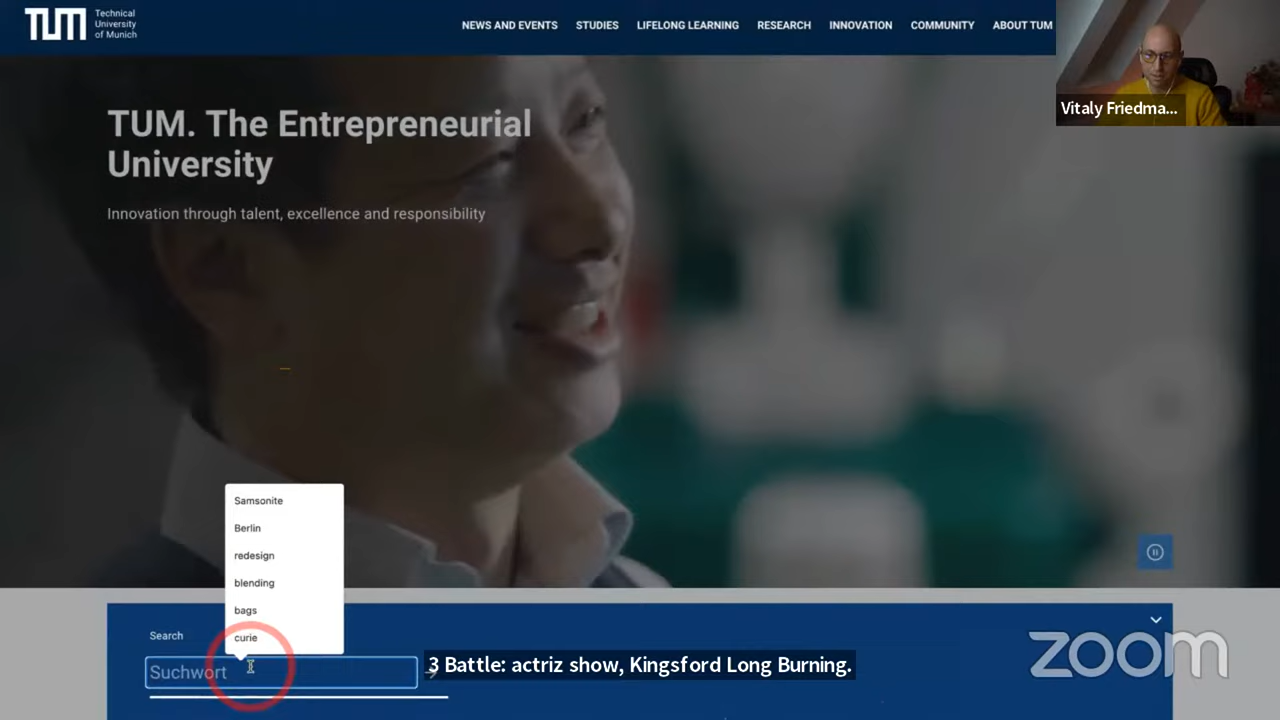 TUM
Technical
University
of Munich
NEWS AND EVENTS STUDIES LIFELONG LEARNING RESEARCH INNOVATION COMMUNITY ABOUT TUM
Vitaly Friedma...
TUM. The Entrepreneurial
University
Innovation through talent, excellence and responsibility
Samsonite
Berlin
redesign
blending
bags
curie
Search
Suchwort
3 Battle: actriz show, Kingsford Long Burning.
zoom